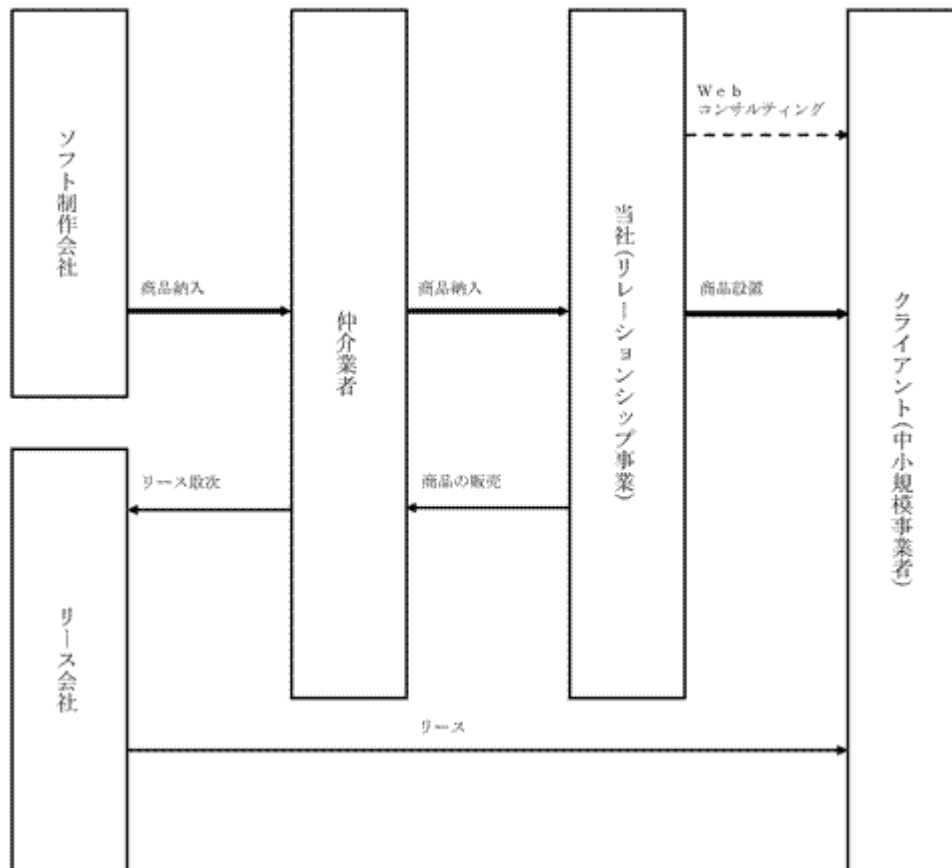 Ｗｅｂ
コンサルティング
ソフト制作会社
当社(リレーションシップ事業)
商品納入
商品納入
商品設置
仲介業者
クライアント(中小規模事業者)
リース取次
商品の販売
リース会社
リース